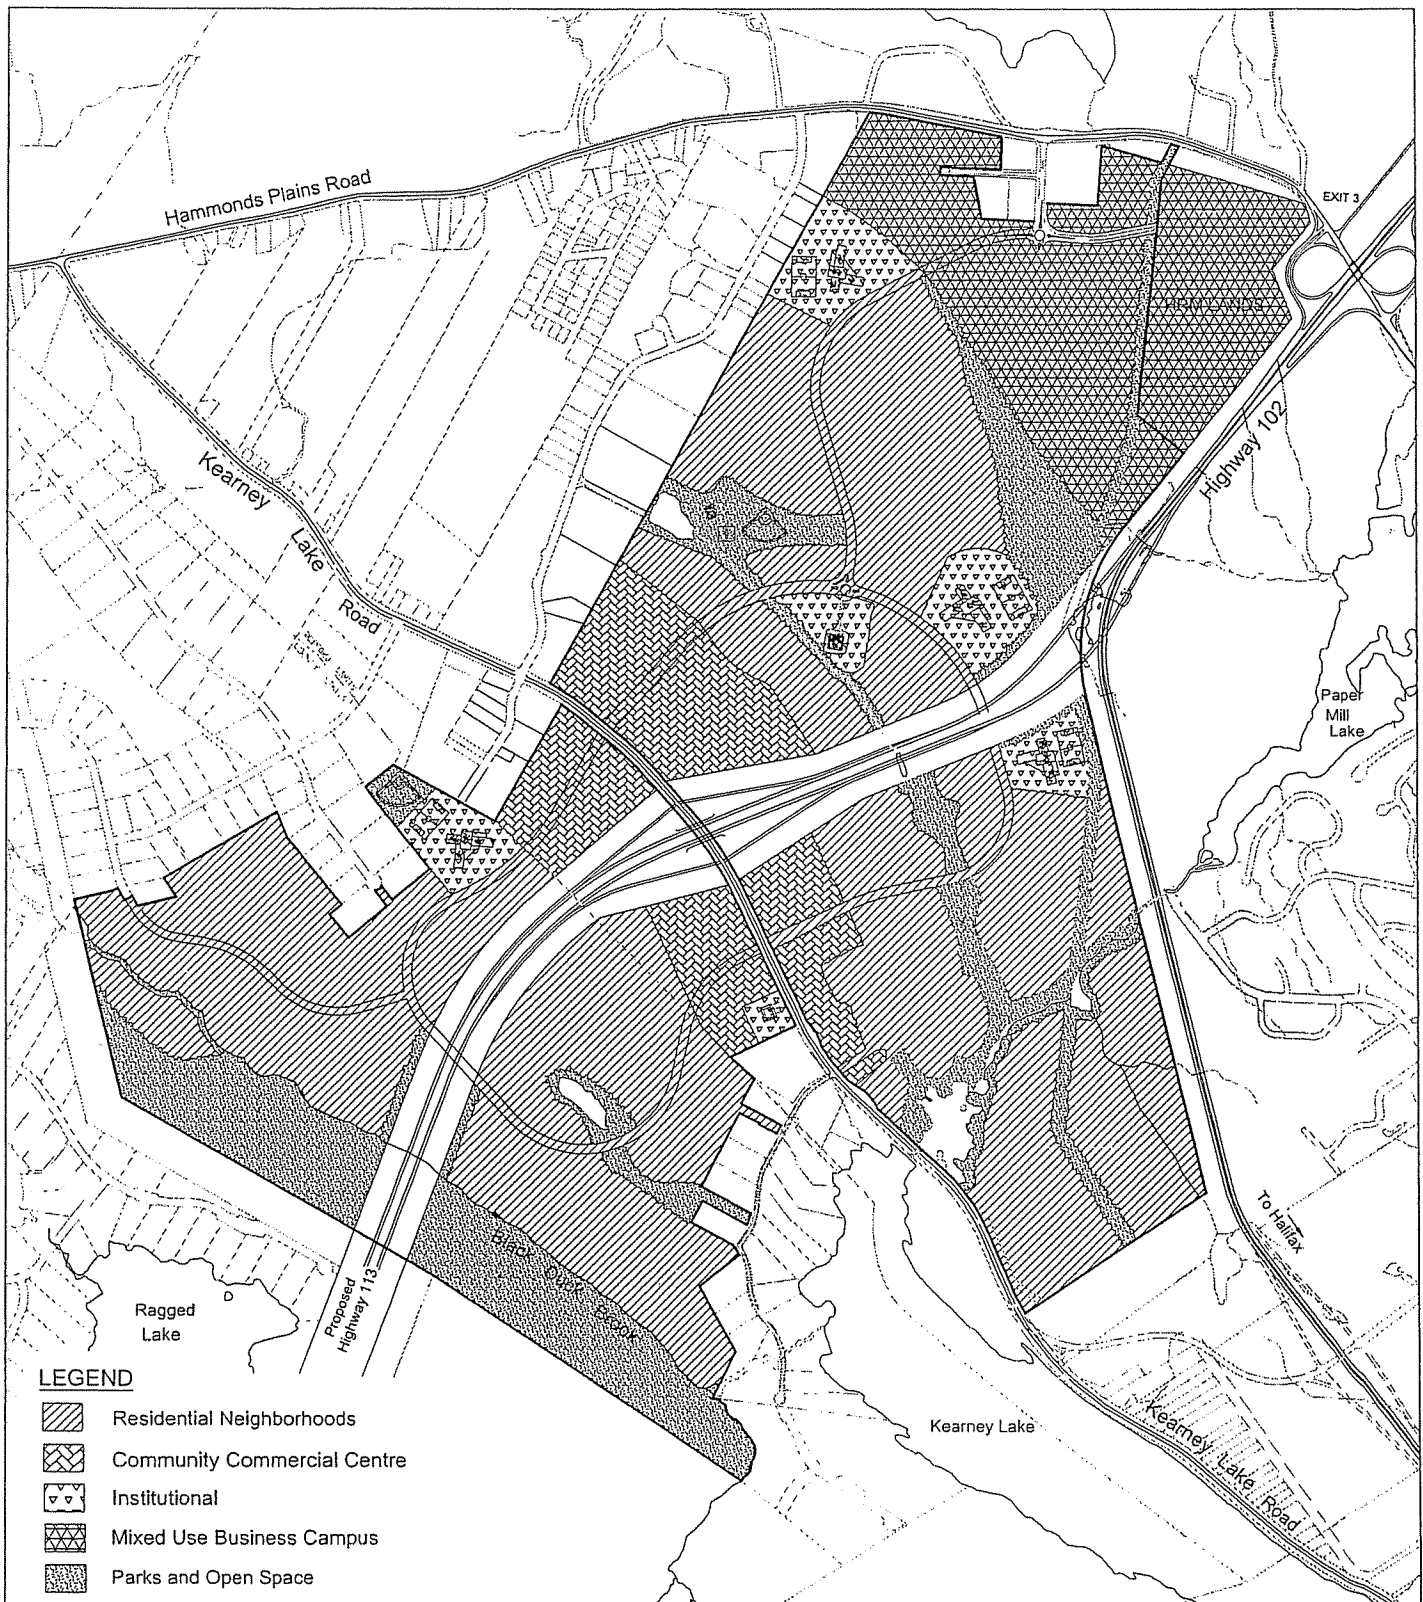 Hammonds Plains Road
EXIT 3
HRM LANDS
Highway 102
Kearney
Lake
Road
Paper
Mill
Lake
To Halifax
Black Duck Brook
Proposed
Highway 113
Ragged
Lake
Kearney Lake
Kearney Lake Road
LEGEND
Residential Neighborhoods
Community Commercial Centre
Institutional
Mixed Use Business Campus
Parks and Open Space